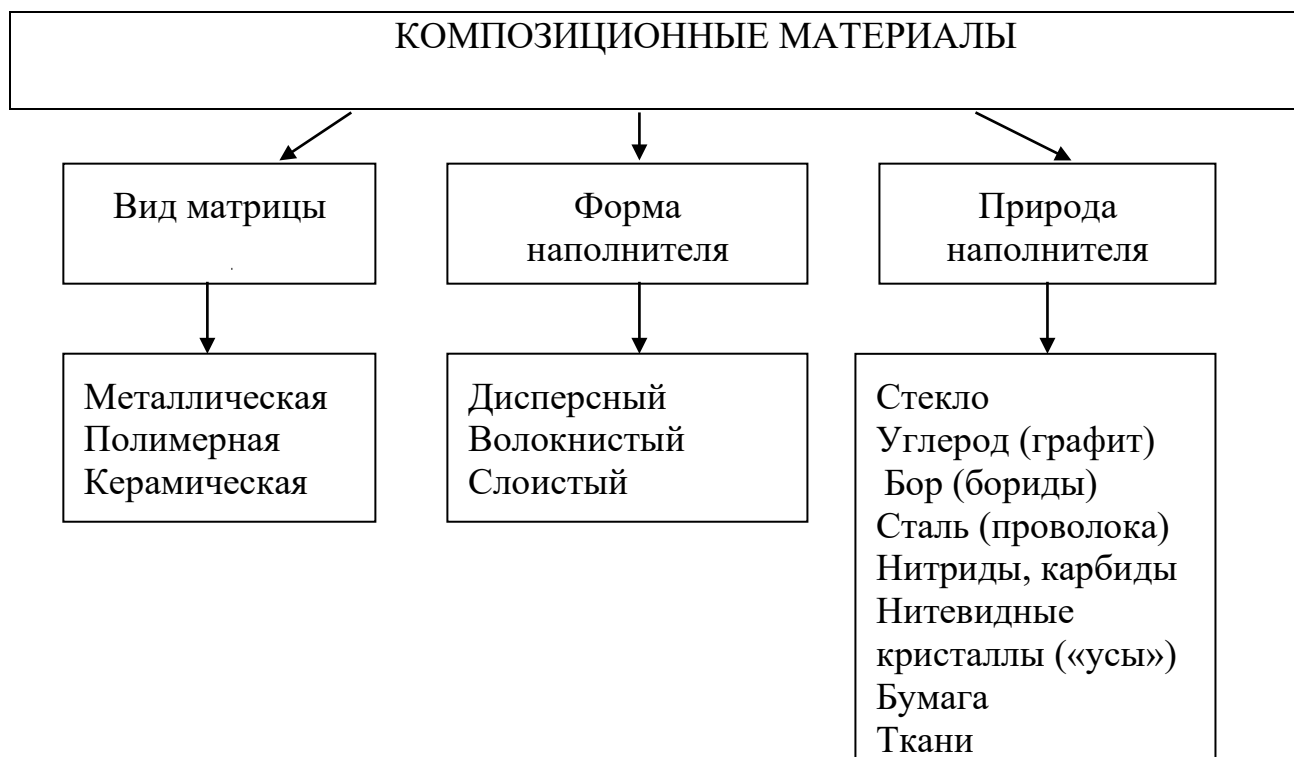 КОМПОЗИЦИОННЫЕ МАТЕРИАЛЫ
Вид матрицы
Форма
наполнителя
Природа
наполнителя
Металлическая
Полимерная
Керамическая
Дисперсный
Волокнистый
Слоистый
Стекло
Углерод (графит)
Бор (бориды)
Сталь (проволока)
Нитриды, карбиды
Нитевидные
кристаллы («усы»)
Бумага
Ткани